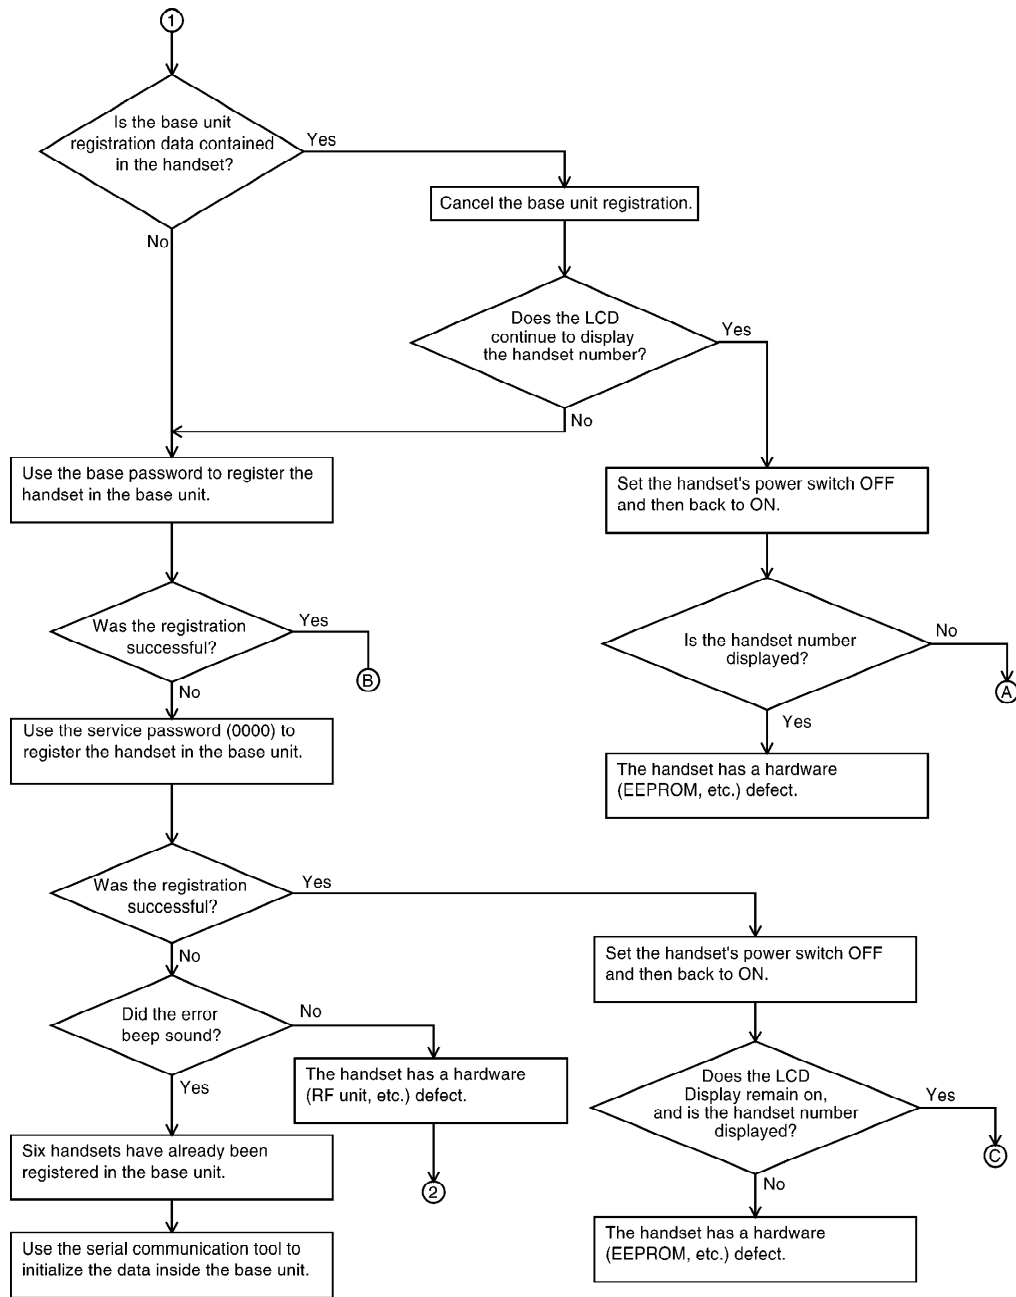 1
Is the base unit
registration data contained
in the handset?
Yes
No
Cancel the base unit registration.
Does the LCD
continue to display
the handset number?
Yes
No
Use the base password to register the
handset in the base unit.
Set the handset's power switch OFF
and then back to ON.
Was the registration
successful?
Yes
B
No
Is the handset number
displayed?
No
A
Yes
Use the service password (0000) to
register the handset in the base unit.
The handset has a hardware
(EEPROM, etc.) defect.
Was the registration
successful?
Yes
No
Set the handset's power switch OFF
and then back to ON.
Did the error
beep sound?
No
Yes
The handset has a hardware
(RF unit, etc.) defect.
2
Does the LCD
Display remain on,
and is the handset number
displayed?
Yes
C
No
Six handsets have already been
registered in the base unit.
The handset has a hardware
(EEPROM, etc.) defect.
Use the serial communication tool to
initialize the data inside the base unit.